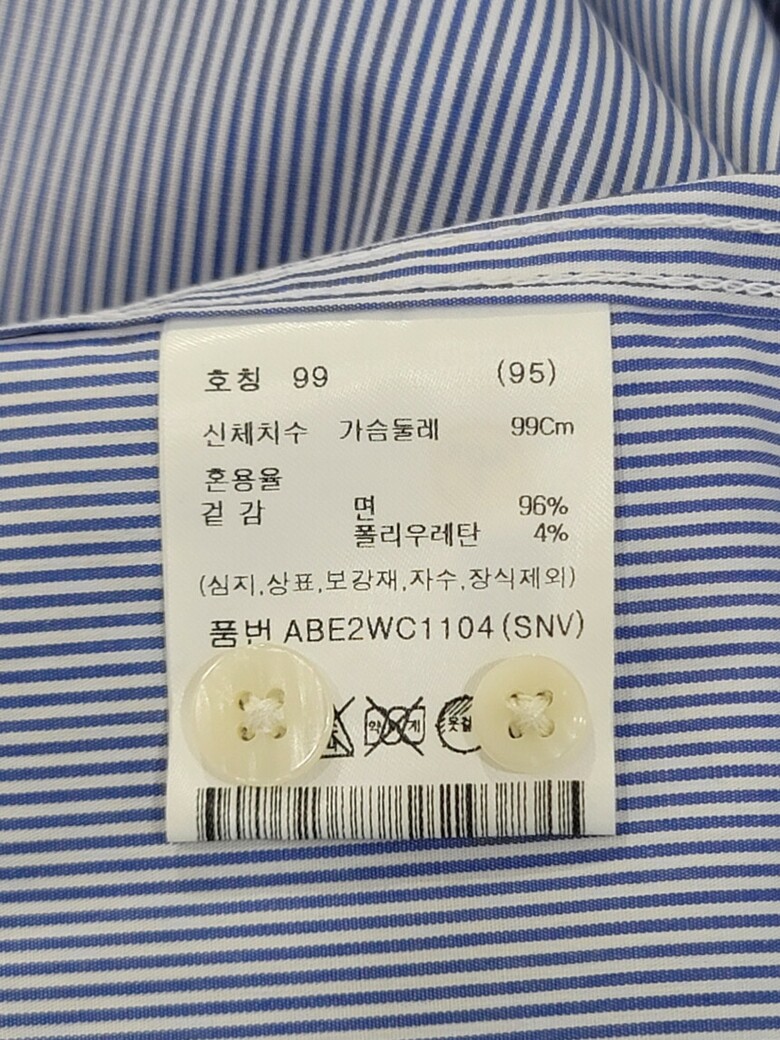 호칭 99 (95)
신체치수 가슴둘레 99Cm
혼용율
겉 감 면 96%
폴리우레탄 4%
(심지,상표,보강재,자수,장식제외)
품번 ABE2WC1104(SNV)
옷걸